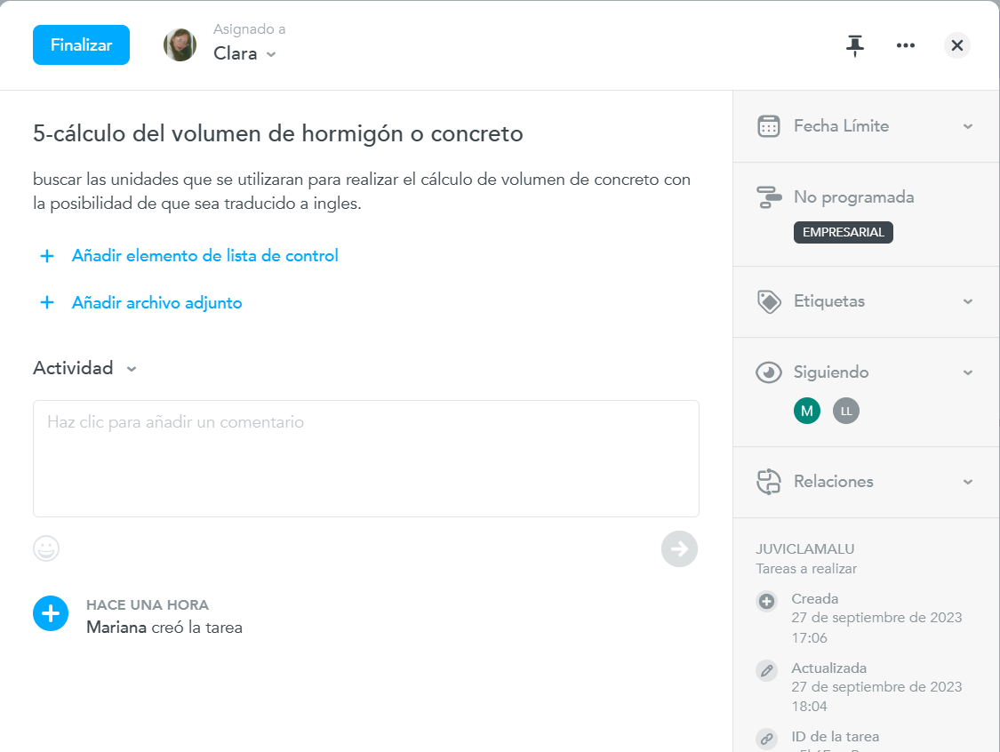 Finalizar
Asignado a
Clara
5-cálculo del volumen de hormigón o concreto
buscar las unidades que se utilizaran para realizar el cálculo de volumen de concreto con
la posibilidad de que sea traducido a ingles.
Añadir elemento de lista de control
Añadir archivo adjunto
Actividad
Haz clic para añadir un comentario
HACE UNA HORA
Mariana creó la tarea
Fecha Límite
No programada
EMPRESARIAL
Etiquetas
Siguiendo
M LL
Relaciones
JUVICLAMALU
Tareas a realizar
Creada
27 de septiembre de 2023
17:06
Actualizada
27 de septiembre de 2023
18:04
ID de la tarea